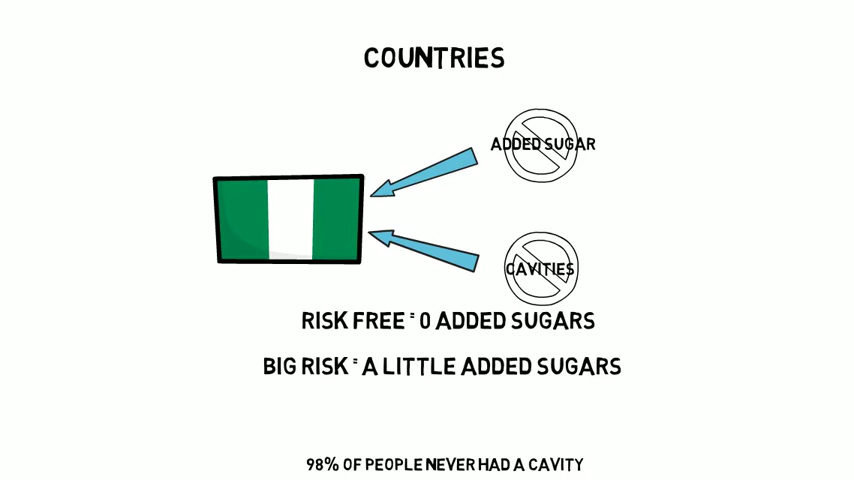 COUNTRIES
ADDED SUGAR
CAVITIES
RISK FREE = 0 ADDED SUGARS
BIG RISK = A LITTLE ADDED SUGARS
98% OF PEOPLE NEVER HAD A CAVITY